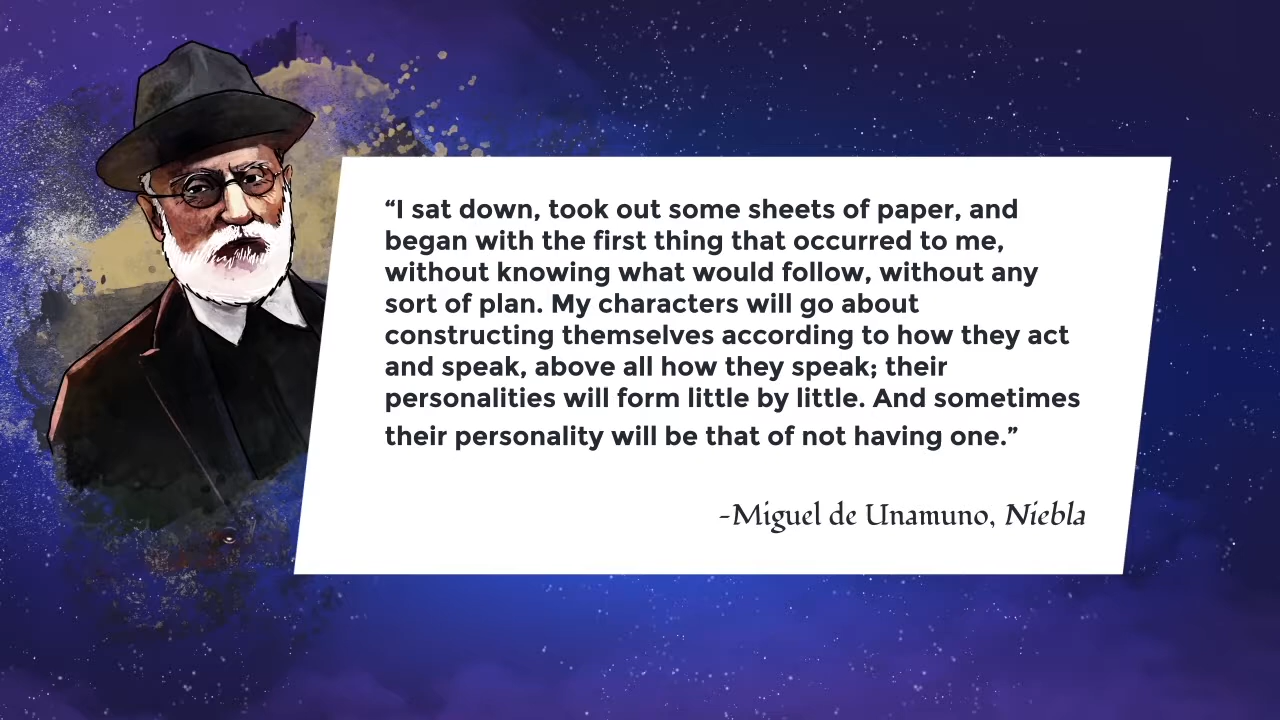 “I sat down, took out some sheets of paper, and
began with the first thing that occurred to me,
without knowing what would follow, without any
sort of plan. My characters will go about
constructing themselves according to how they act
and speak, above all how they speak; their
personalities will form little by little. And sometimes
their personality will be that of not having one.”
-Miguel de Unamuno, Niebla